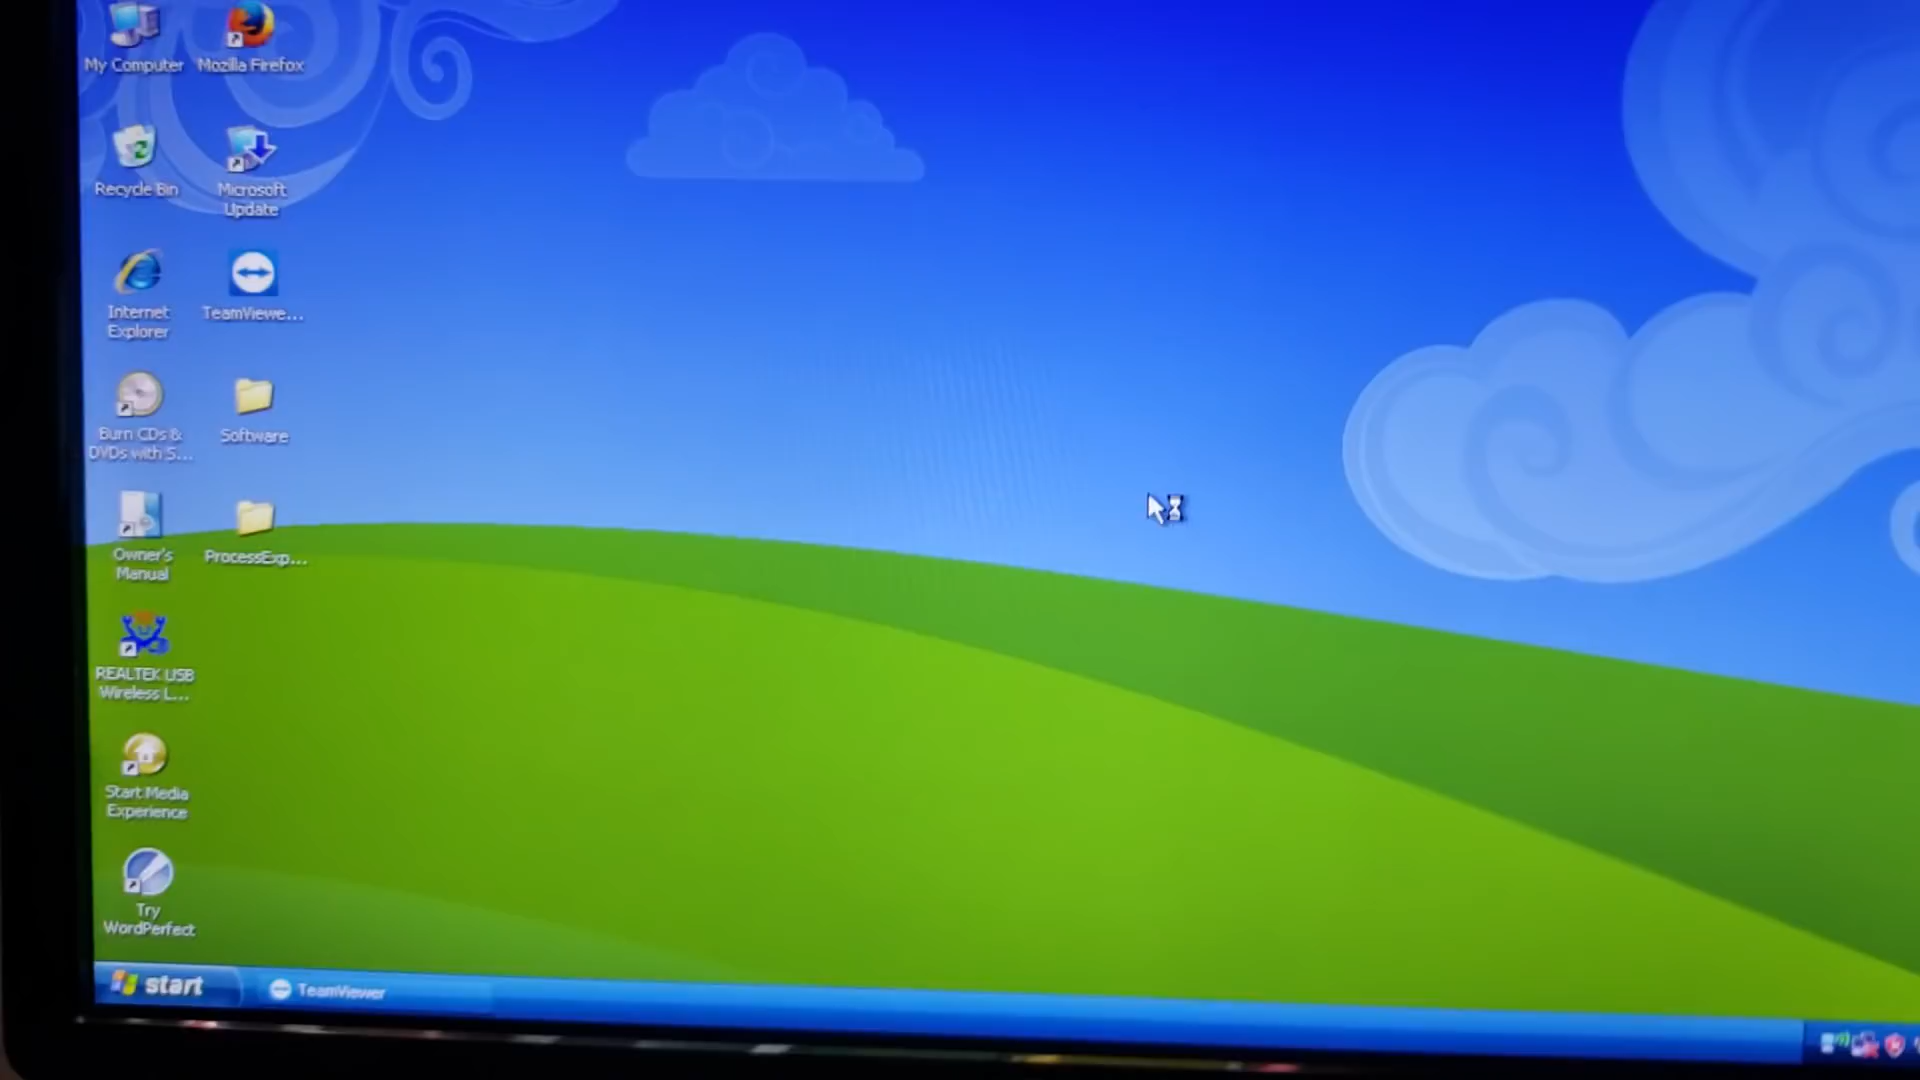 My Computer
Mozilla Firefox
Recycle Bin
Microsoft
Update
Internet
Explorer
TeamViewe...
Burn CDs &
DVDs with S...
Software
Owner's
Manual
ProcessExp...
REALTEK USB
Wireless L...
Start Media
Experience
Try
WordPerfect
start
TeamViewer